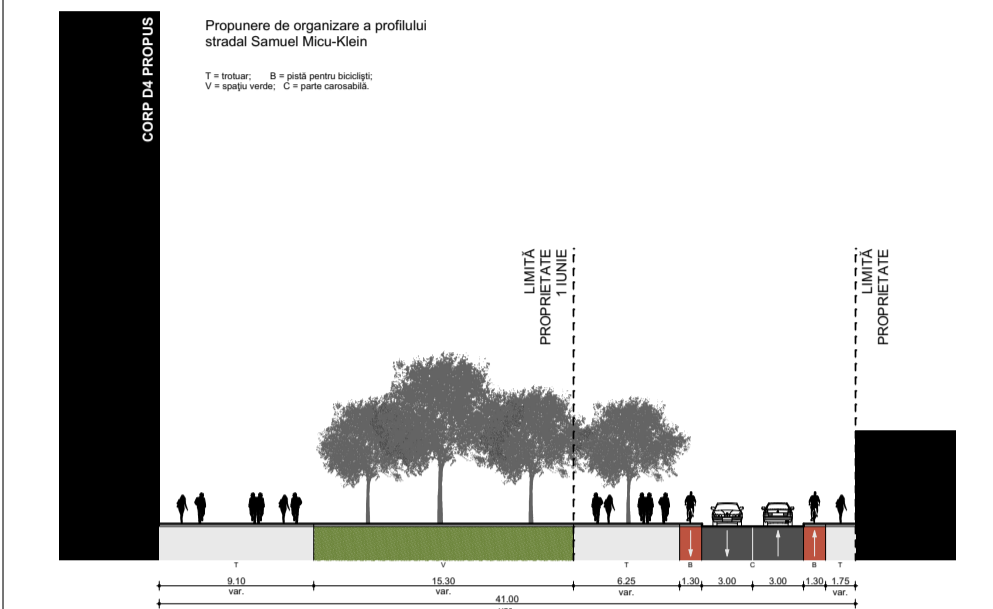 CORP D4 PROPUS
Propunere de organizare a profilului
stradal Samuel Micu-Klein
T = trotuar; B = pistă pentru biciclişti;
V = spaţiu verde; C = parte carosabilă.
LIMITĂ
PROPRIETATE
1 IUNIE
LIMITĂ
PROPRIETATE
T V T B C B T
9.10 15.30 6.25 1.30 3.00 3.00 1.30 1.75
var. var. var. var.
41.00